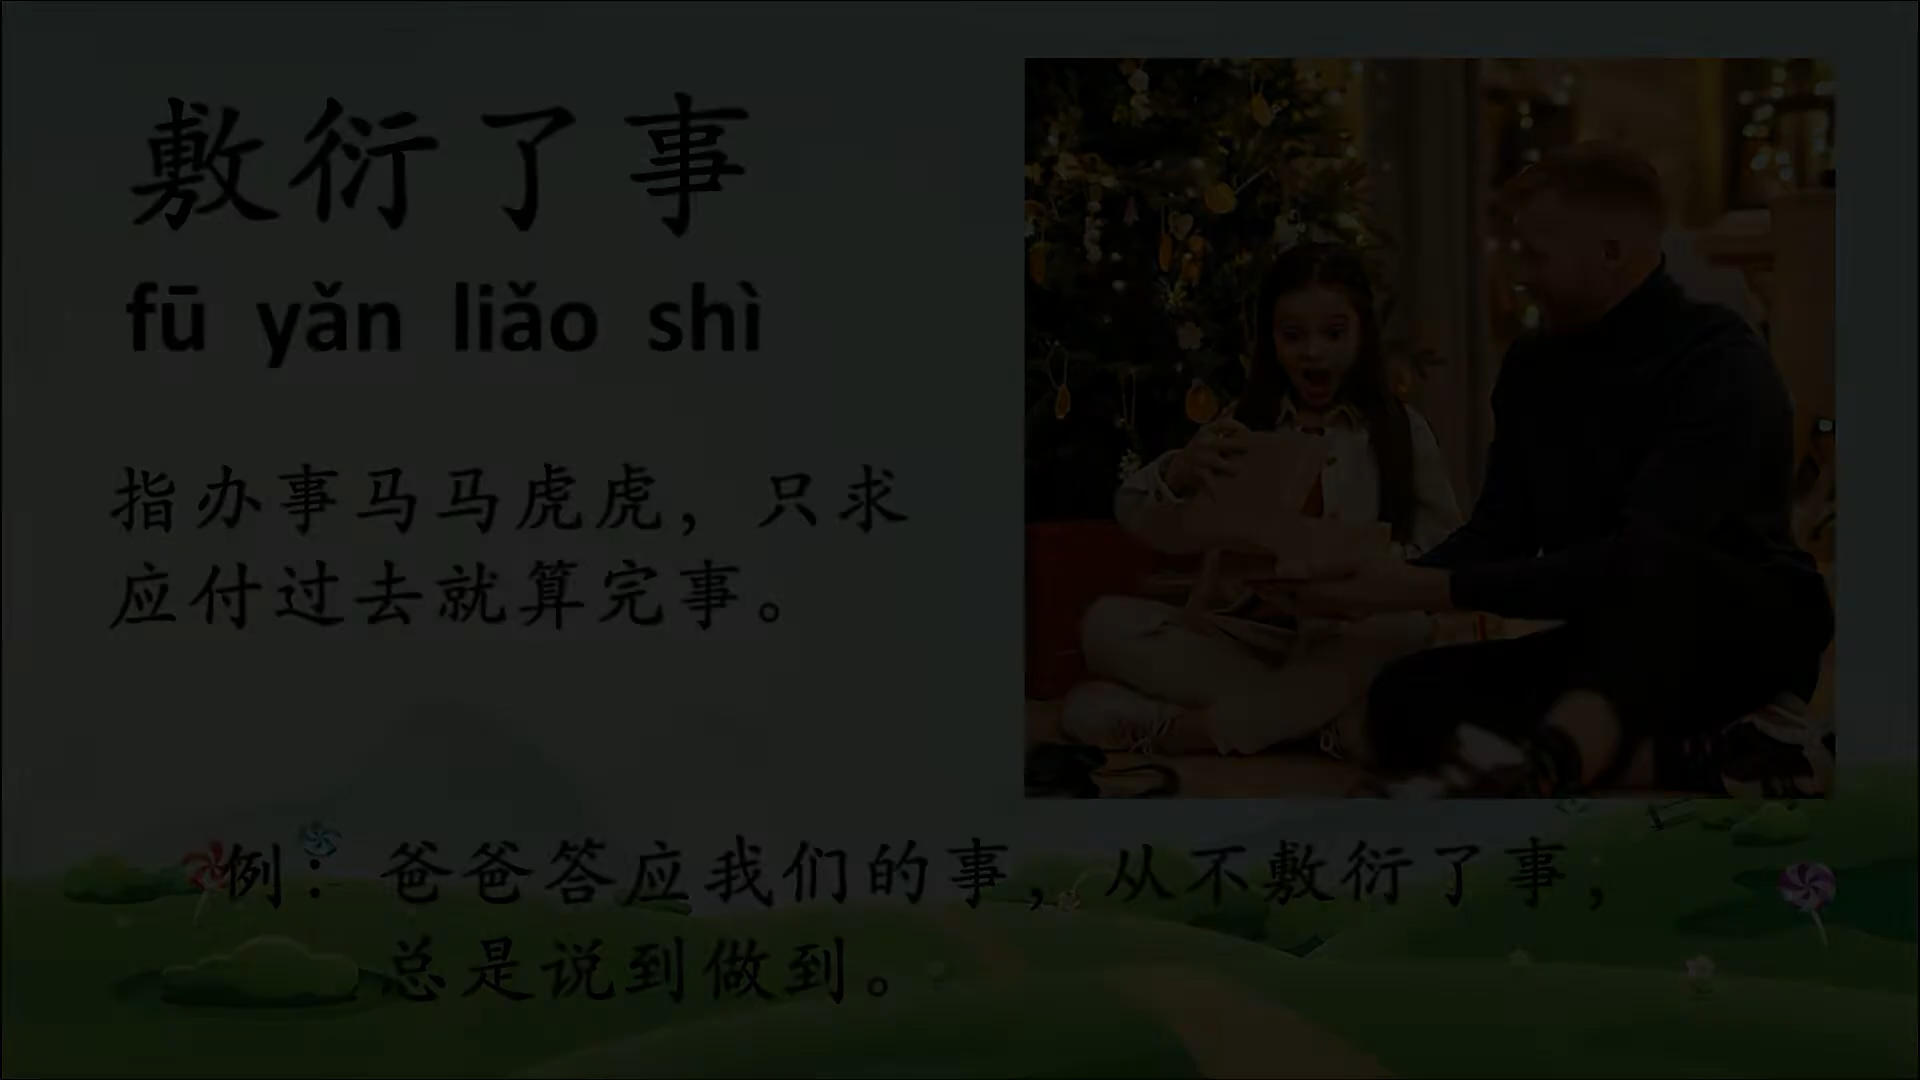 敷衍了事
fū yǎn liǎo shì
指办事马马虎虎，只求
应付过去就算完事。
例：爸爸答应我们的事，从不敷衍了事，
总是说到做到。